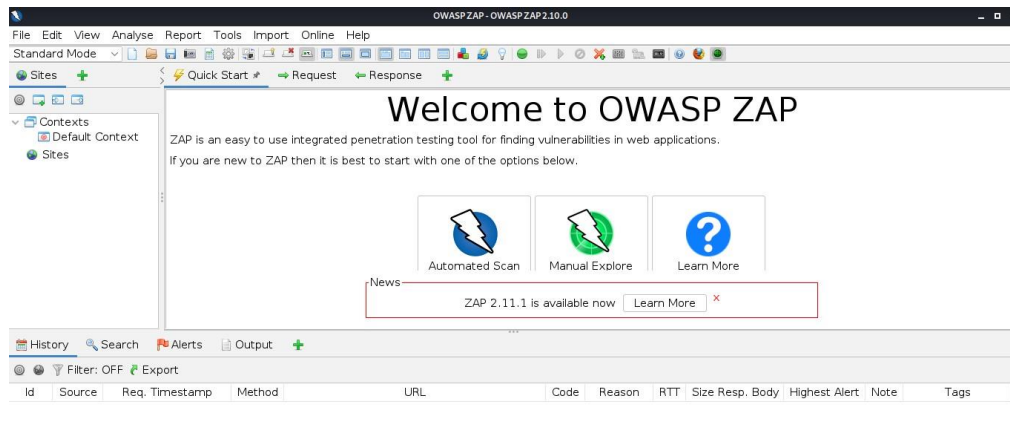 OWASP ZAP - OWASP ZAP 2.10.0
File Edit View Analyse Report Tools Import Online Help
Standard Mode
Sites
Quick Start Request Response
Welcome to OWASP ZAP
Contexts
Default Context
Sites
ZAP is an easy to use integrated penetration testing tool for finding vulnerabilities in web applications.
If you are new to ZAP then it is best to start with one of the options below.
Automated Scan Manual Explore Learn More
News
ZAP 2.11.1 is available now Learn More X
History Search Alerts Output
Filter: OFF Export
Id Source Req. Timestamp Method URL Code Reason RTT Size Resp. Body Highest Alert Note Tags